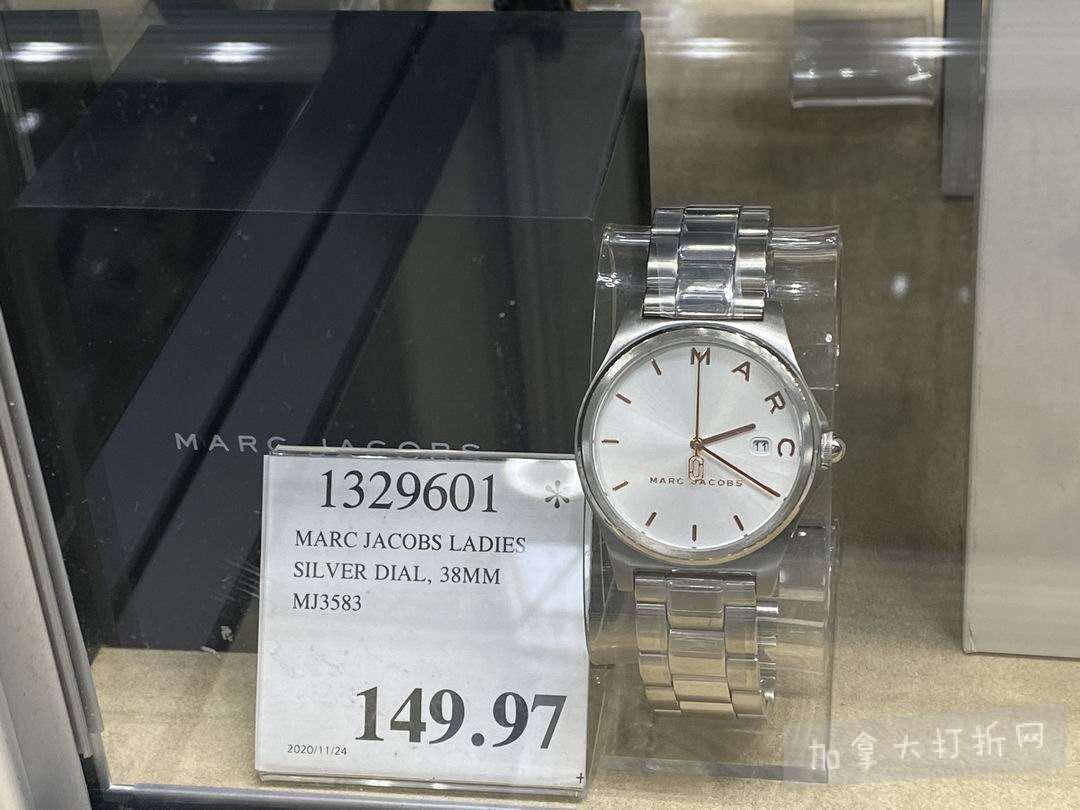 MARC JACOBS
1329601 *
MARC JACOBS LADIES
SILVER DIAL, 38MM
MJ3583
149.97
2020/11/24
+
MARC
11
MARC JACOBS
加拿大打折网